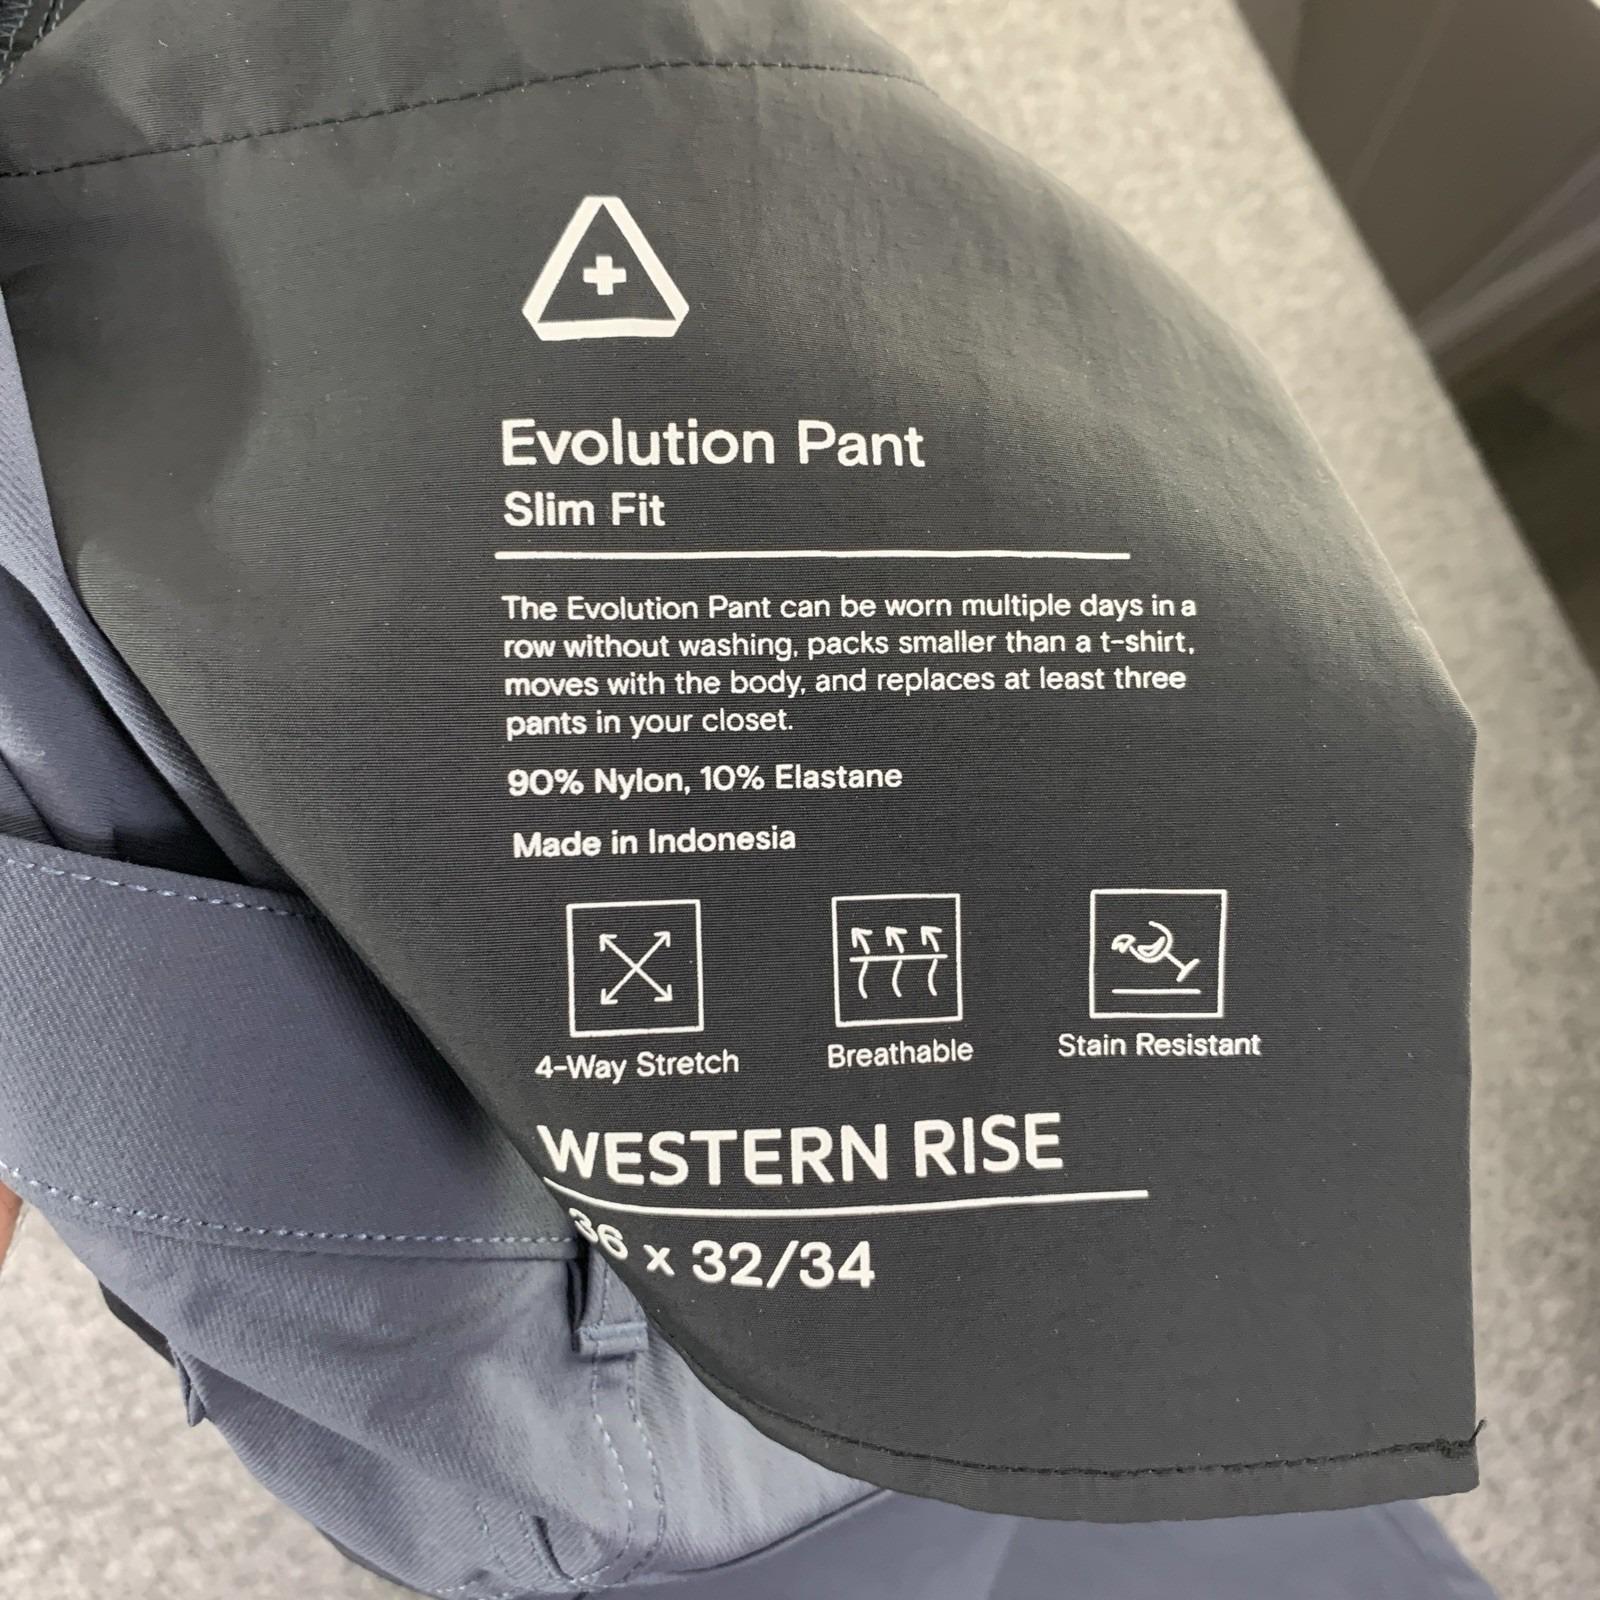 Evolution Pant
Slim Fit
The Evolution Pant can be worn multiple days in a
row without washing, packs smaller than a t-shirt,
moves with the body, and replaces at least three
pants in your closet.
90% Nylon, 10% Elastane
Made in Indonesia
4-Way Stretch
Breathable
Stain Resistant
WESTERN RISE
36 x 32/34